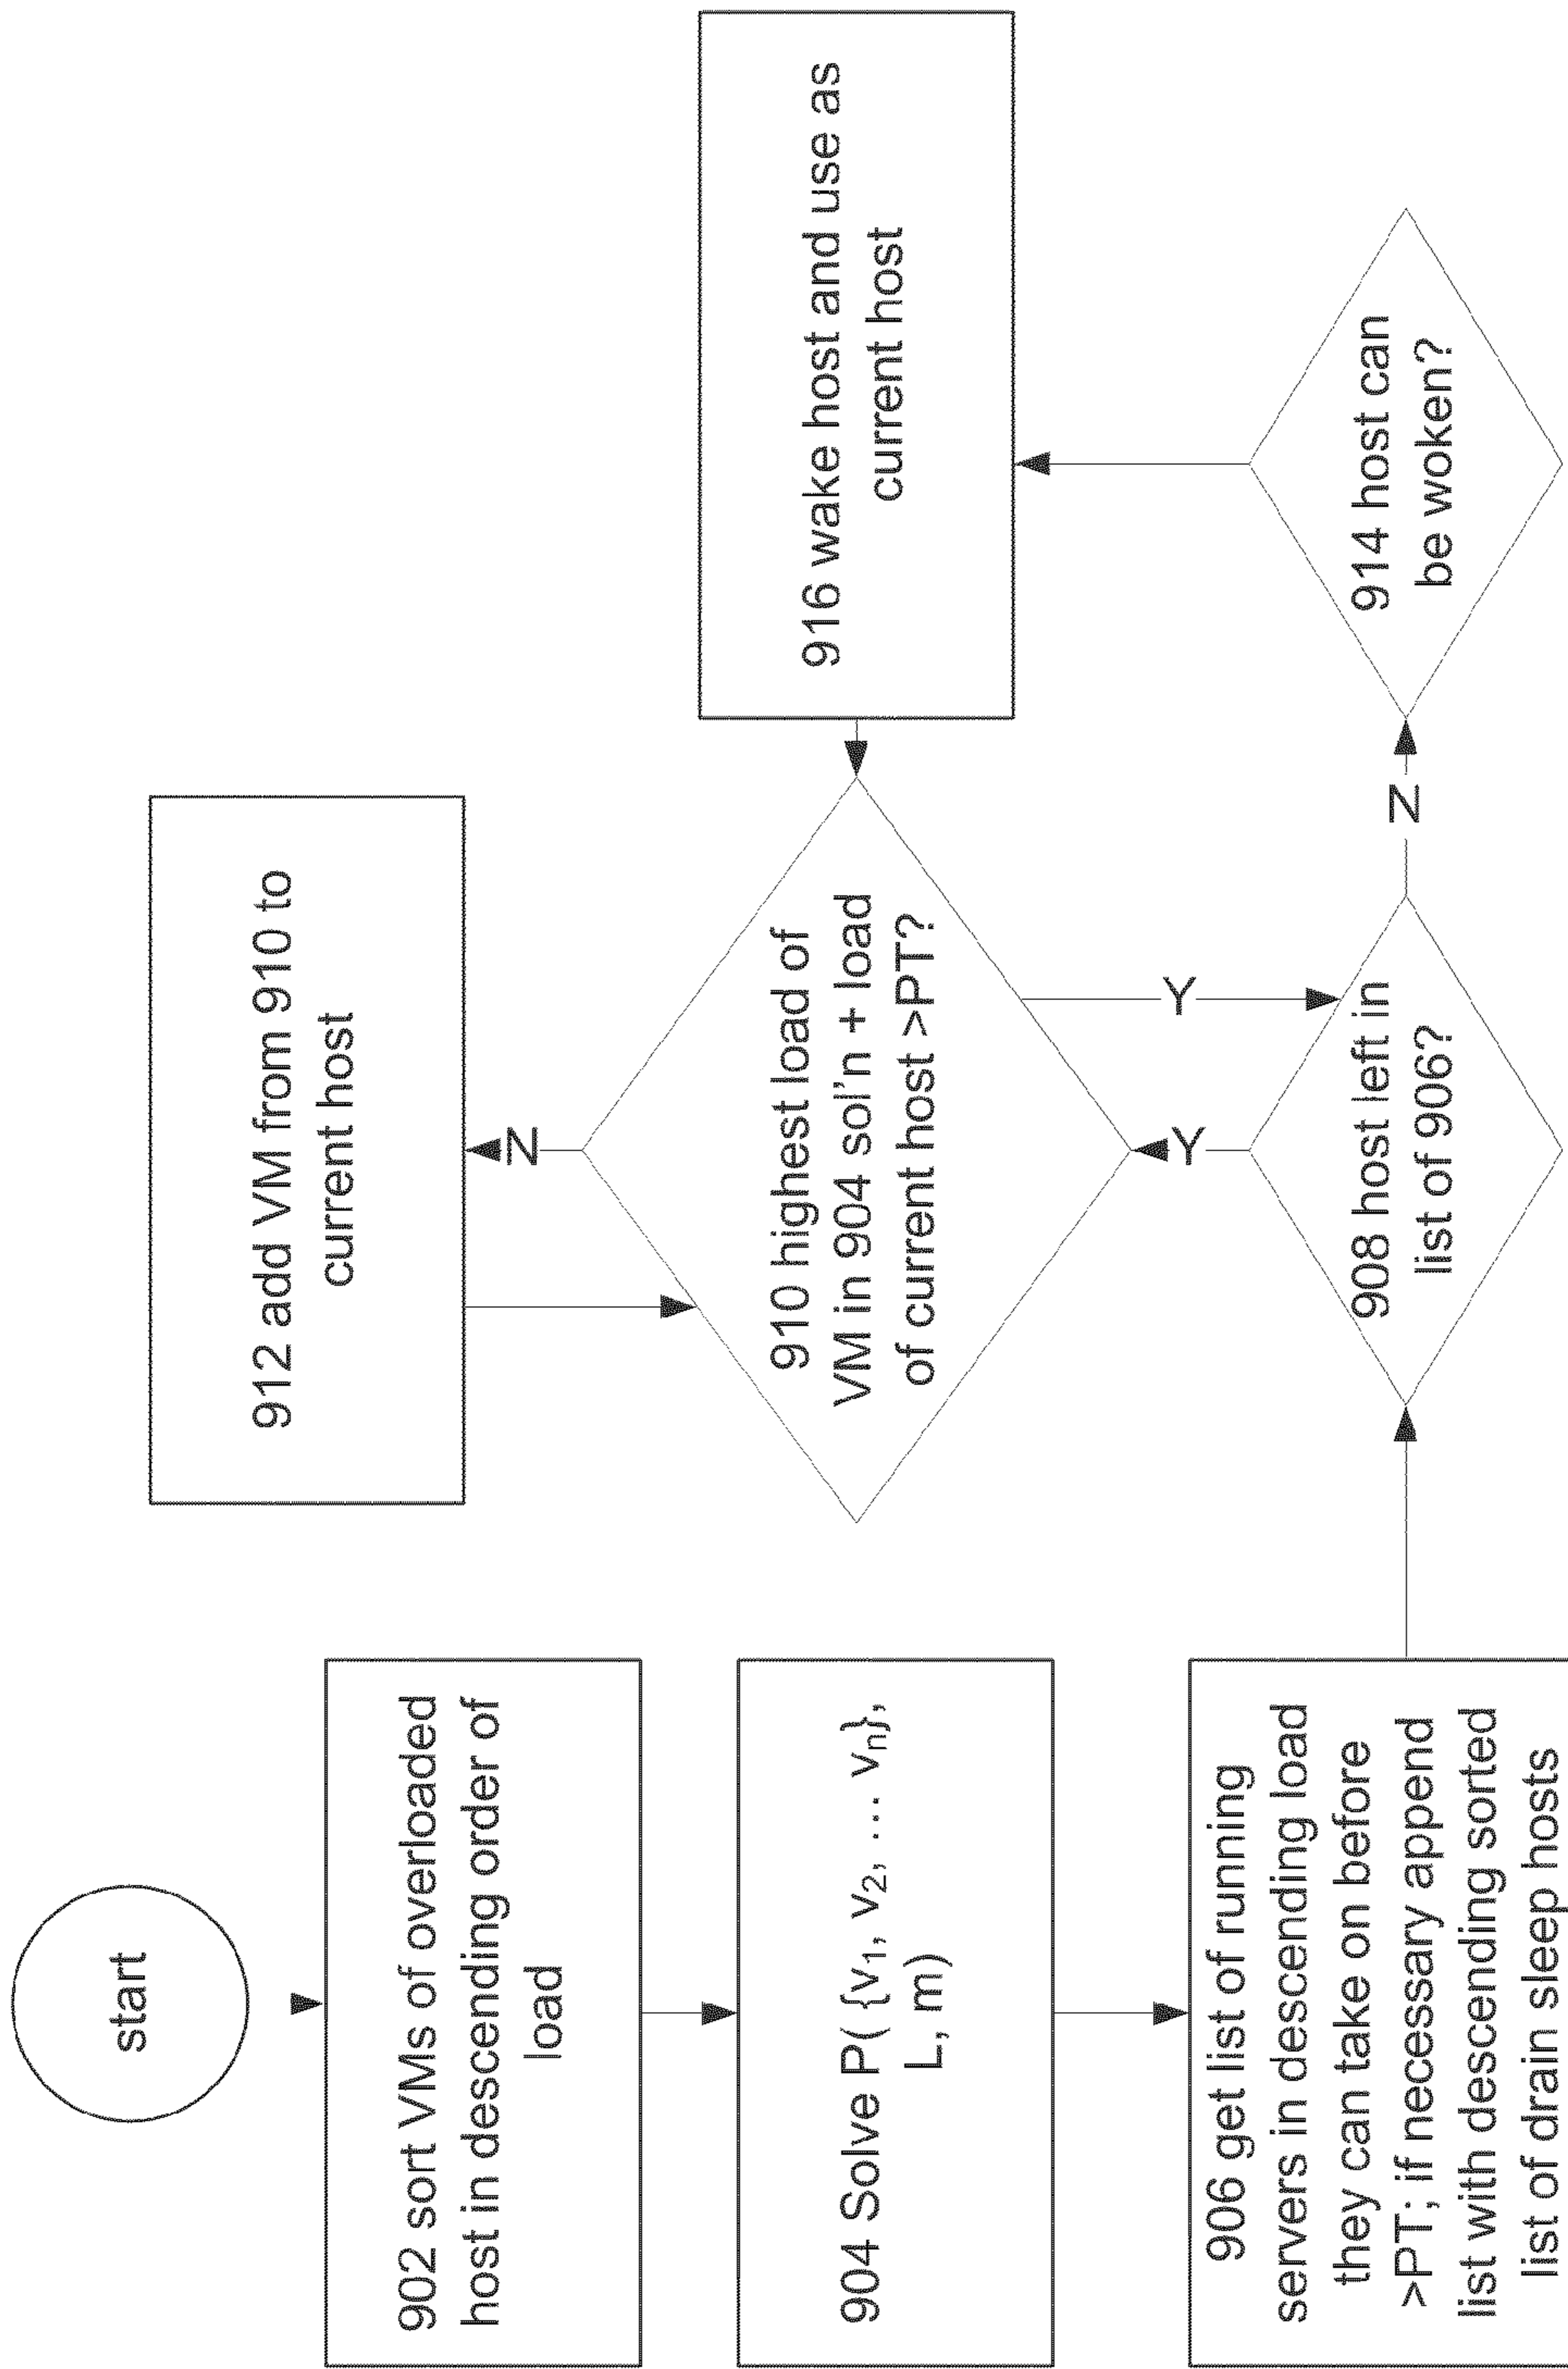 start
902 sort VMs of overloaded
host in descending order of
load
904 Solve P( {v1, v2, … vn},
L, m)
906 get list of running
servers in descending load
they can take on before
>PT; if necessary append
list with descending sorted
list of drain sleep hosts
908 host left in
list of 906?
Y
N
910 highest load of
VM in 904 sol'n + load
of current host >PT?
Y
N
912 add VM from 910 to
current host
914 host can
be woken?
916 wake host and use as
current host